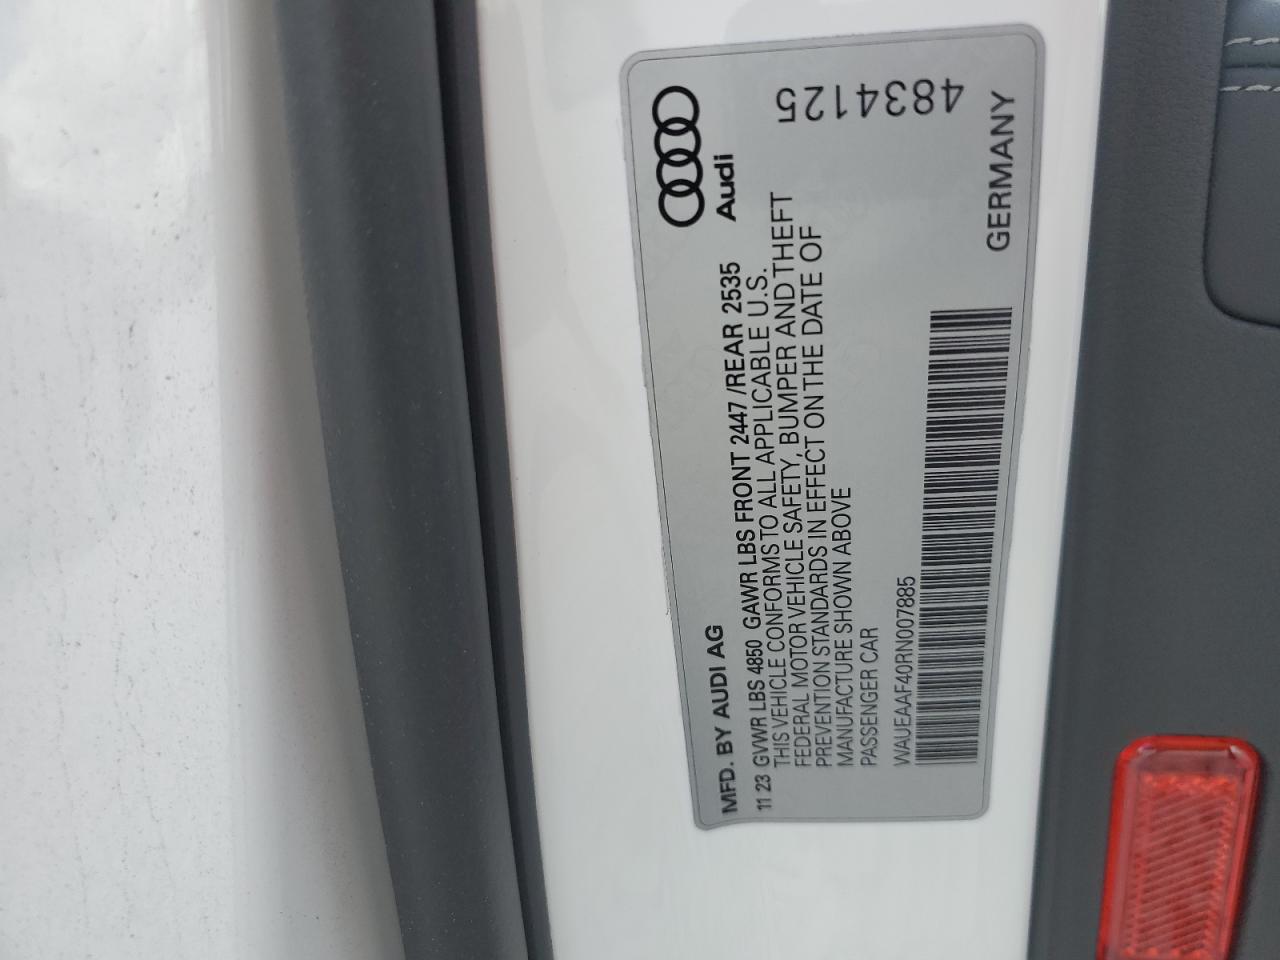 MFD. BY AUDI AG
Audi
11 23 GVWR LBS 4850 GAWR LBS FRONT 2447 /REAR 2535
THIS VEHICLE CONFORMS TO ALL APPLICABLE U.S.
FEDERAL MOTOR VEHICLE SAFETY, BUMPER AND THEFT
PREVENTION STANDARDS IN EFFECT ON THE DATE OF
MANUFACTURE SHOWN ABOVE
PASSENGER CAR
4834125
WAUEAAF40RN007885
GERMANY